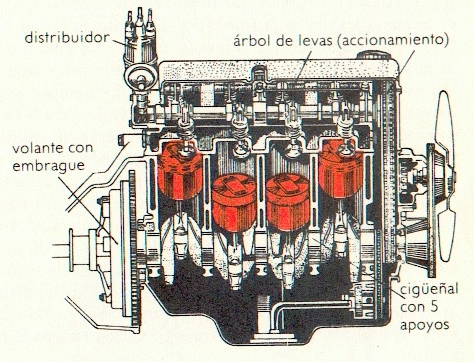 distribuidor
árbol de levas (accionamiento)
volante con
embrague
cigüeñal
con 5
apoyos